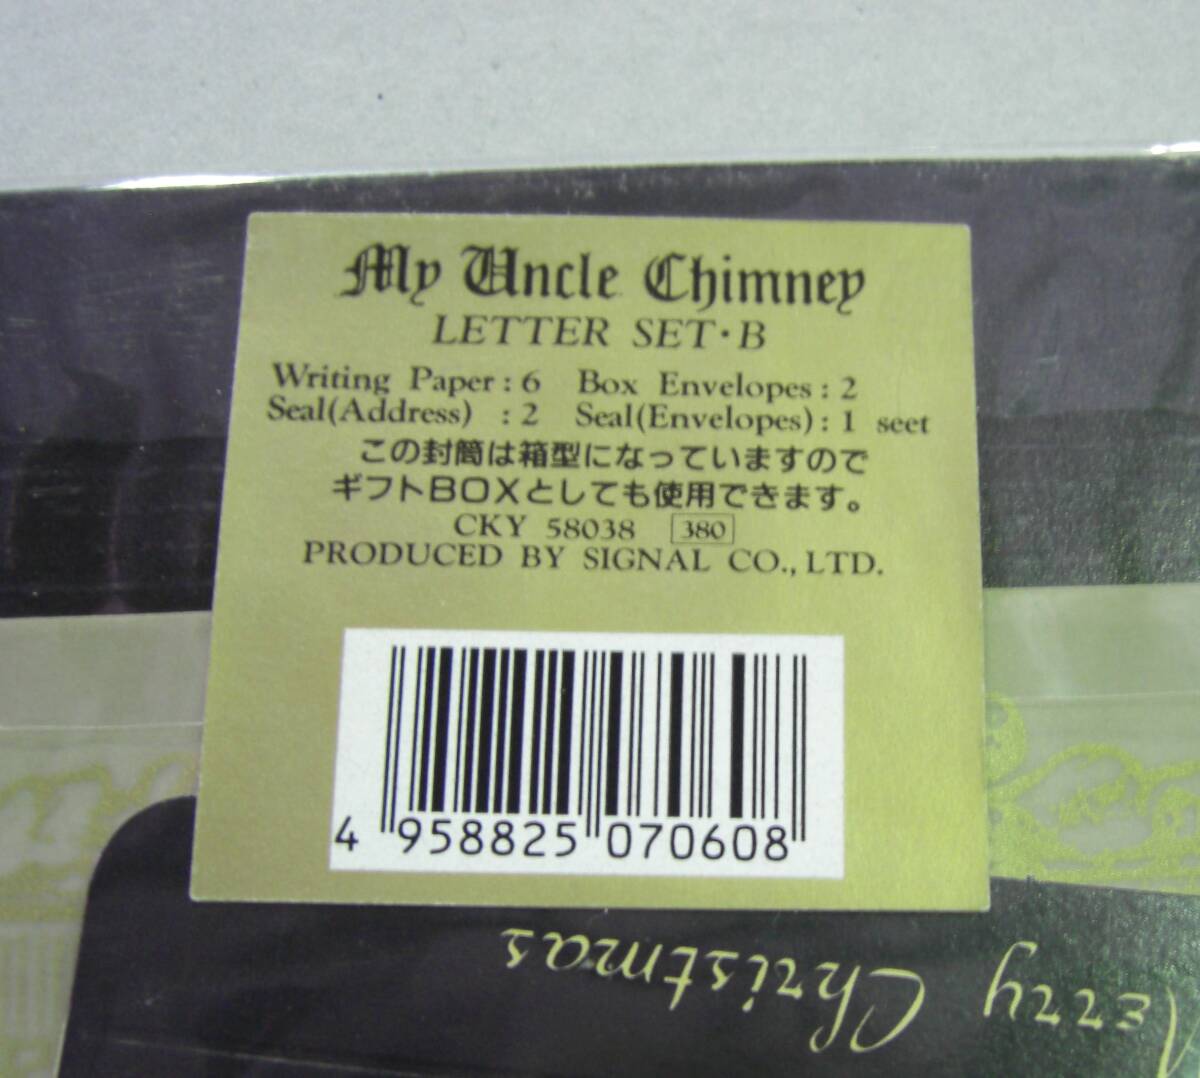 My Uncle Chimney
LETTER SET・B
Writing Paper : 6 Box Envelopes : 2
Seal(Address) : 2 Seal(Envelopes) : 1 seet
この封筒は箱型になっていますので
ギフトBOXとしても使用できます。
CKY 58038 380
PRODUCED BY SIGNAL CO., LTD.
4 958825 070608
Merry Christmas